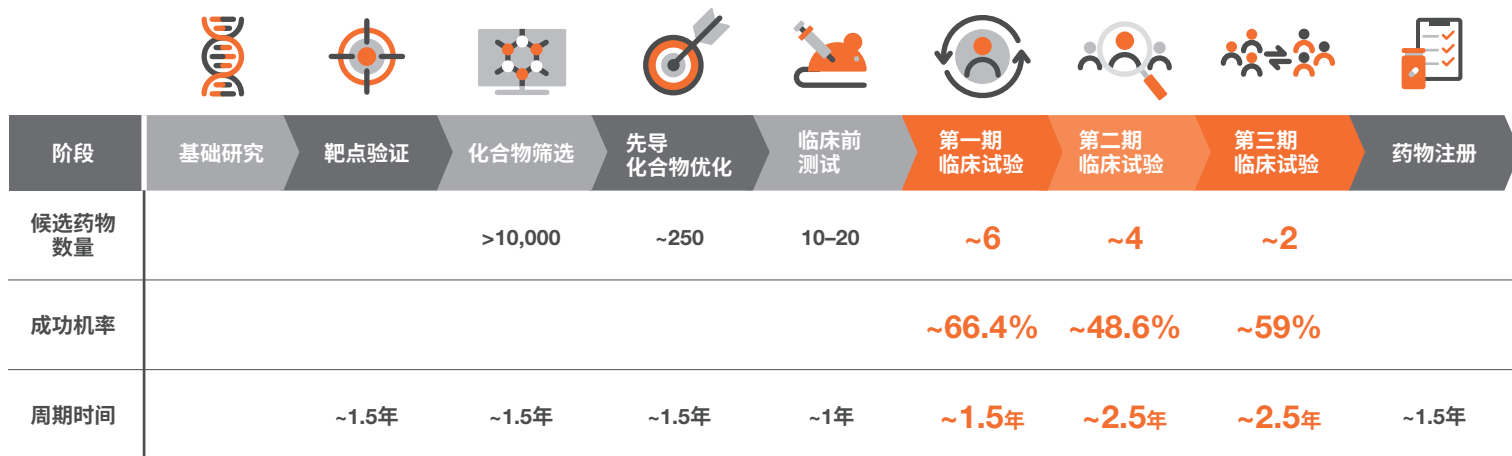 阶段 基础研究 靶点验证 化合物筛选 先导 化合物优化 临床前 测试 第一期 临床试验 第二期 临床试验 第三期 临床试验 药物注册
候选药物 数量 >10,000 ~250 10–20 ~6 ~4 ~2
成功机率 ~66.4% ~48.6% ~59%
周期时间 ~1.5年 ~1.5年 ~1.5年 ~1年 ~1.5年 ~2.5年 ~2.5年 ~1.5年